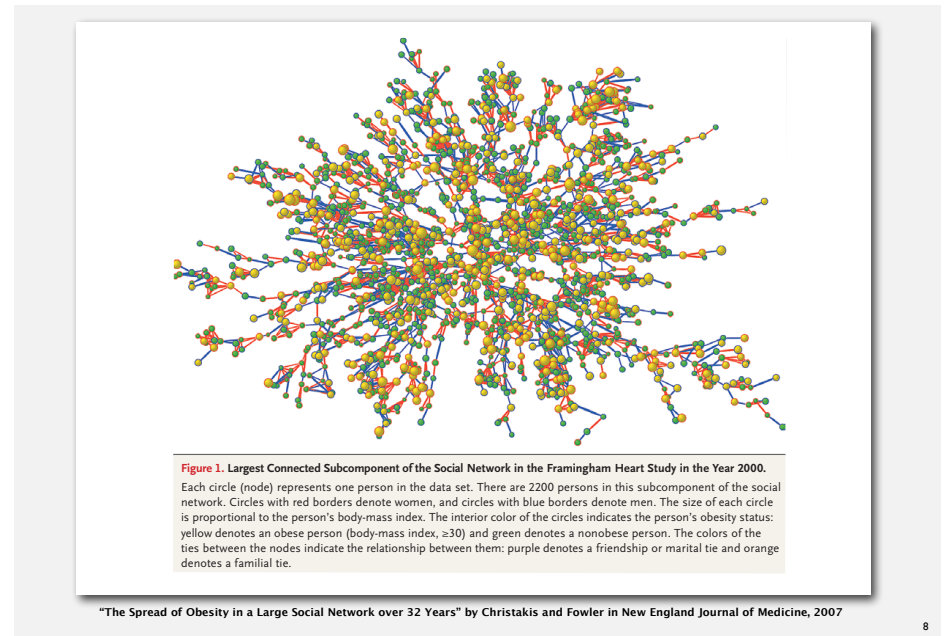 Figure 1. Largest Connected Subcomponent of the Social Network in the Framingham Heart Study in the Year 2000.
Each circle (node) represents one person in the data set. There are 2200 persons in this subcomponent of the social
network. Circles with red borders denote women, and circles with blue borders denote men. The size of each circle
is proportional to the person's body-mass index. The interior color of the circles indicates the person's obesity status:
yellow denotes an obese person (body-mass index, ≥30) and green denotes a nonobese person. The colors of the
ties between the nodes indicate the relationship between them: purple denotes a friendship or marital tie and orange
denotes a familial tie.
“The Spread of Obesity in a Large Social Network over 32 Years” by Christakis and Fowler in New England Journal of Medicine, 2007
8